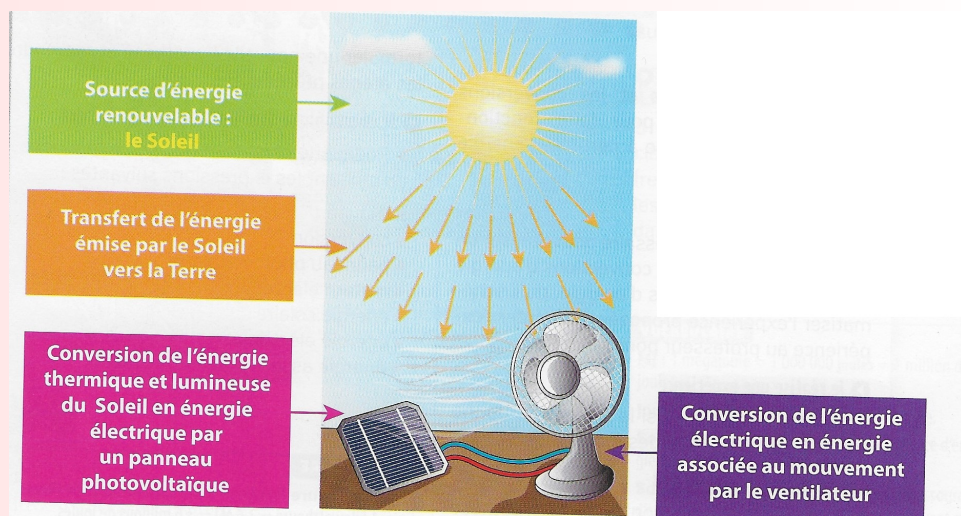 Source d'énergie
renouvelable :
le Soleil
Transfert de l'énergie
émise par le Soleil
vers la Terre
Conversion de l'énergie
thermique et lumineuse
du Soleil en énergie
électrique par
un panneau
photovoltaïque
Conversion de l'énergie
électrique en énergie
associée au mouvement
par le ventilateur